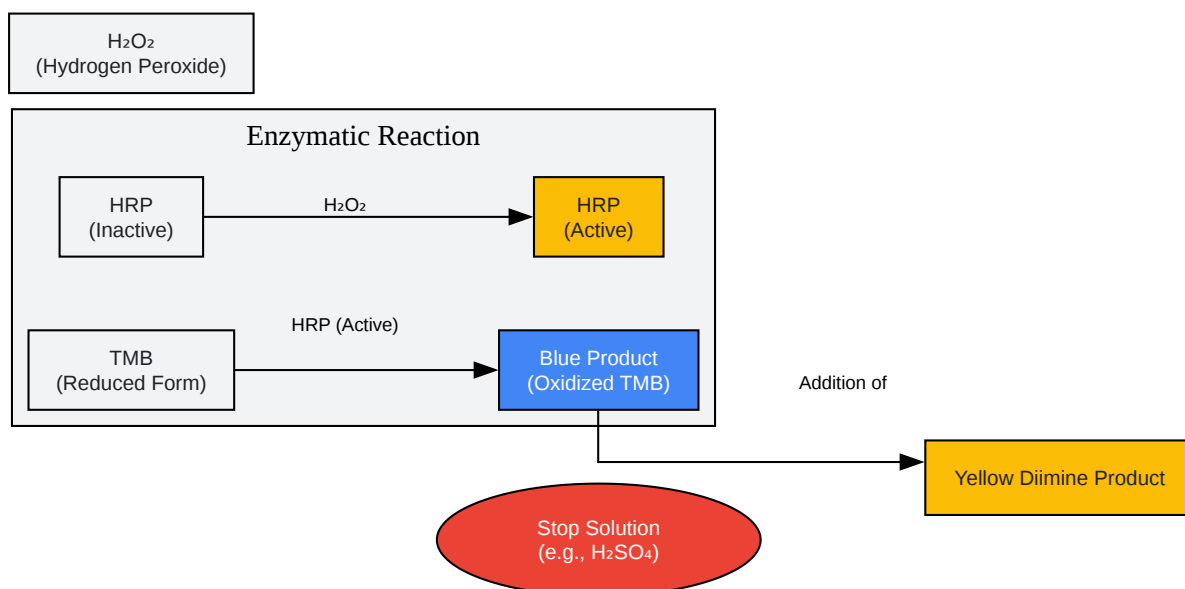 H₂O₂
(Hydrogen Peroxide)
Enzymatic Reaction
HRP
(Inactive)
H₂O₂
HRP
(Active)
TMB
(Reduced Form)
HRP (Active)
Blue Product
(Oxidized TMB)
Addition of
Yellow Diimine Product
Stop Solution
(e.g., H₂SO₄)